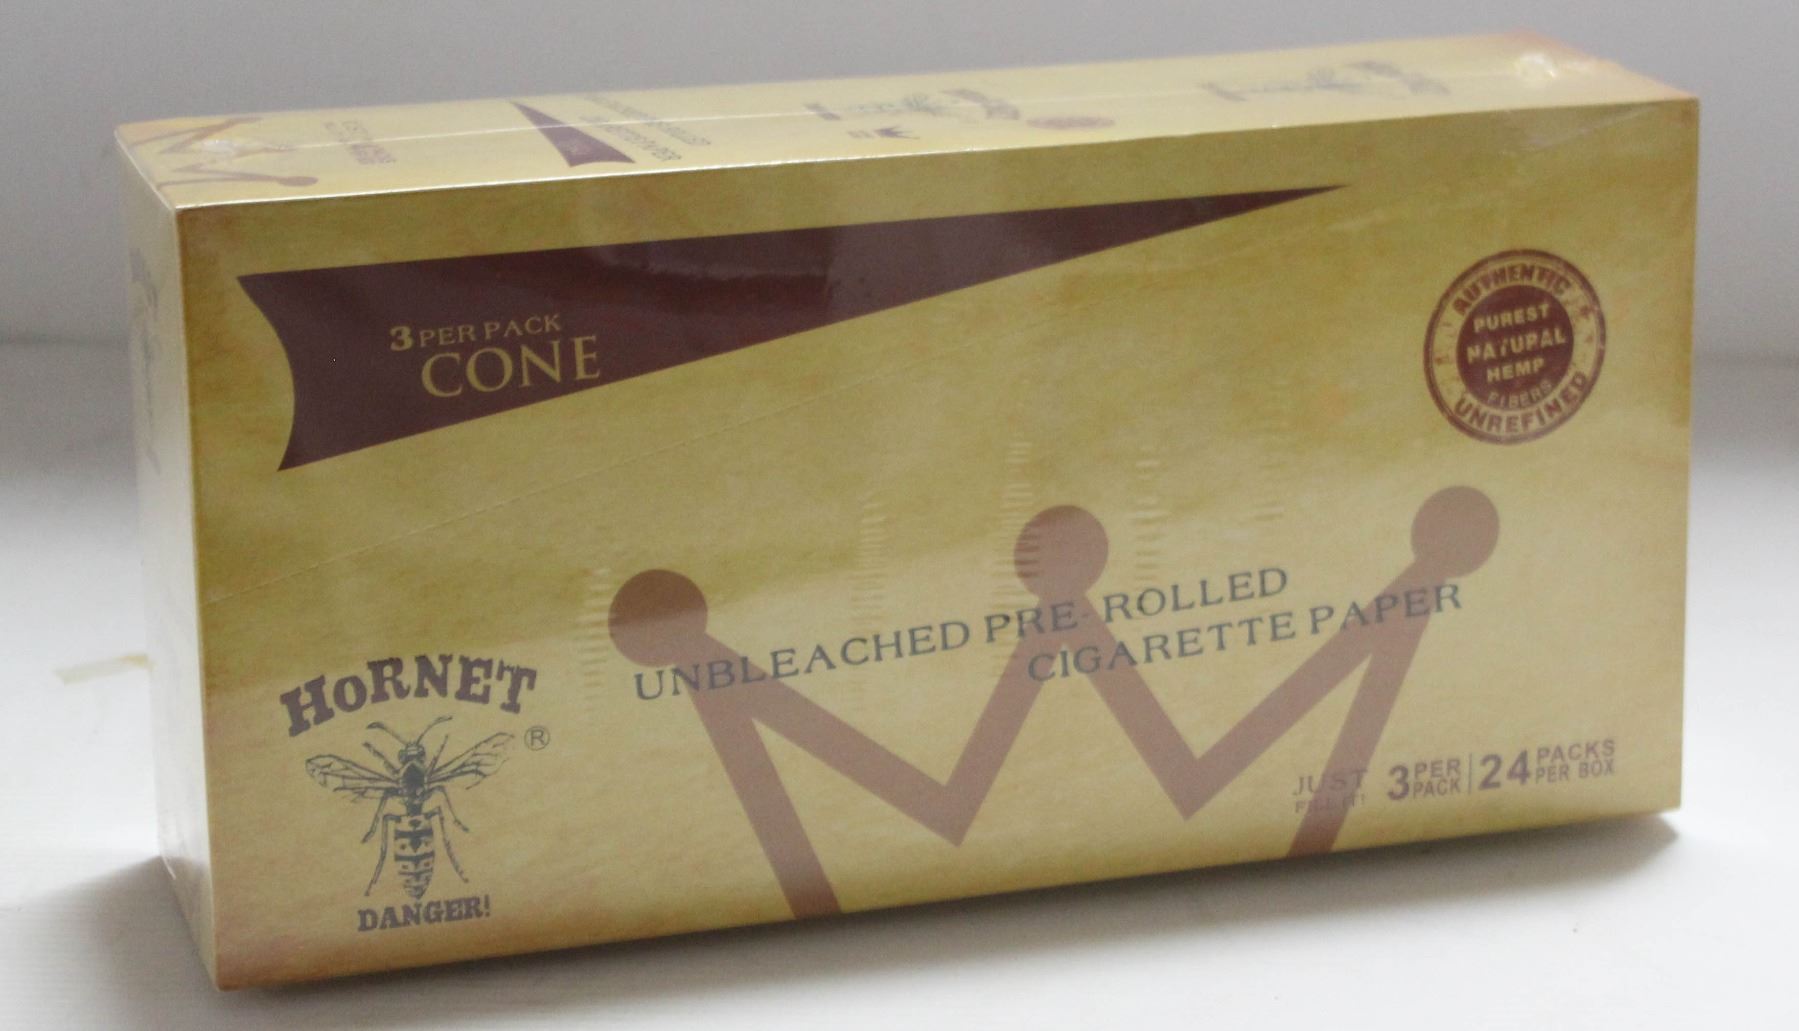 3 PER PACK
CONE
AUTHENTIC
PUREST
NATURAL
HEMP
FIBERS
UNREFINED
UNBLEACHED PRE-ROLLED
CIGARETTE PAPER
HORNET
®
DANGER!
JUST
FILL IT!
3 PER
PACK
24 PACKS
PER BOX